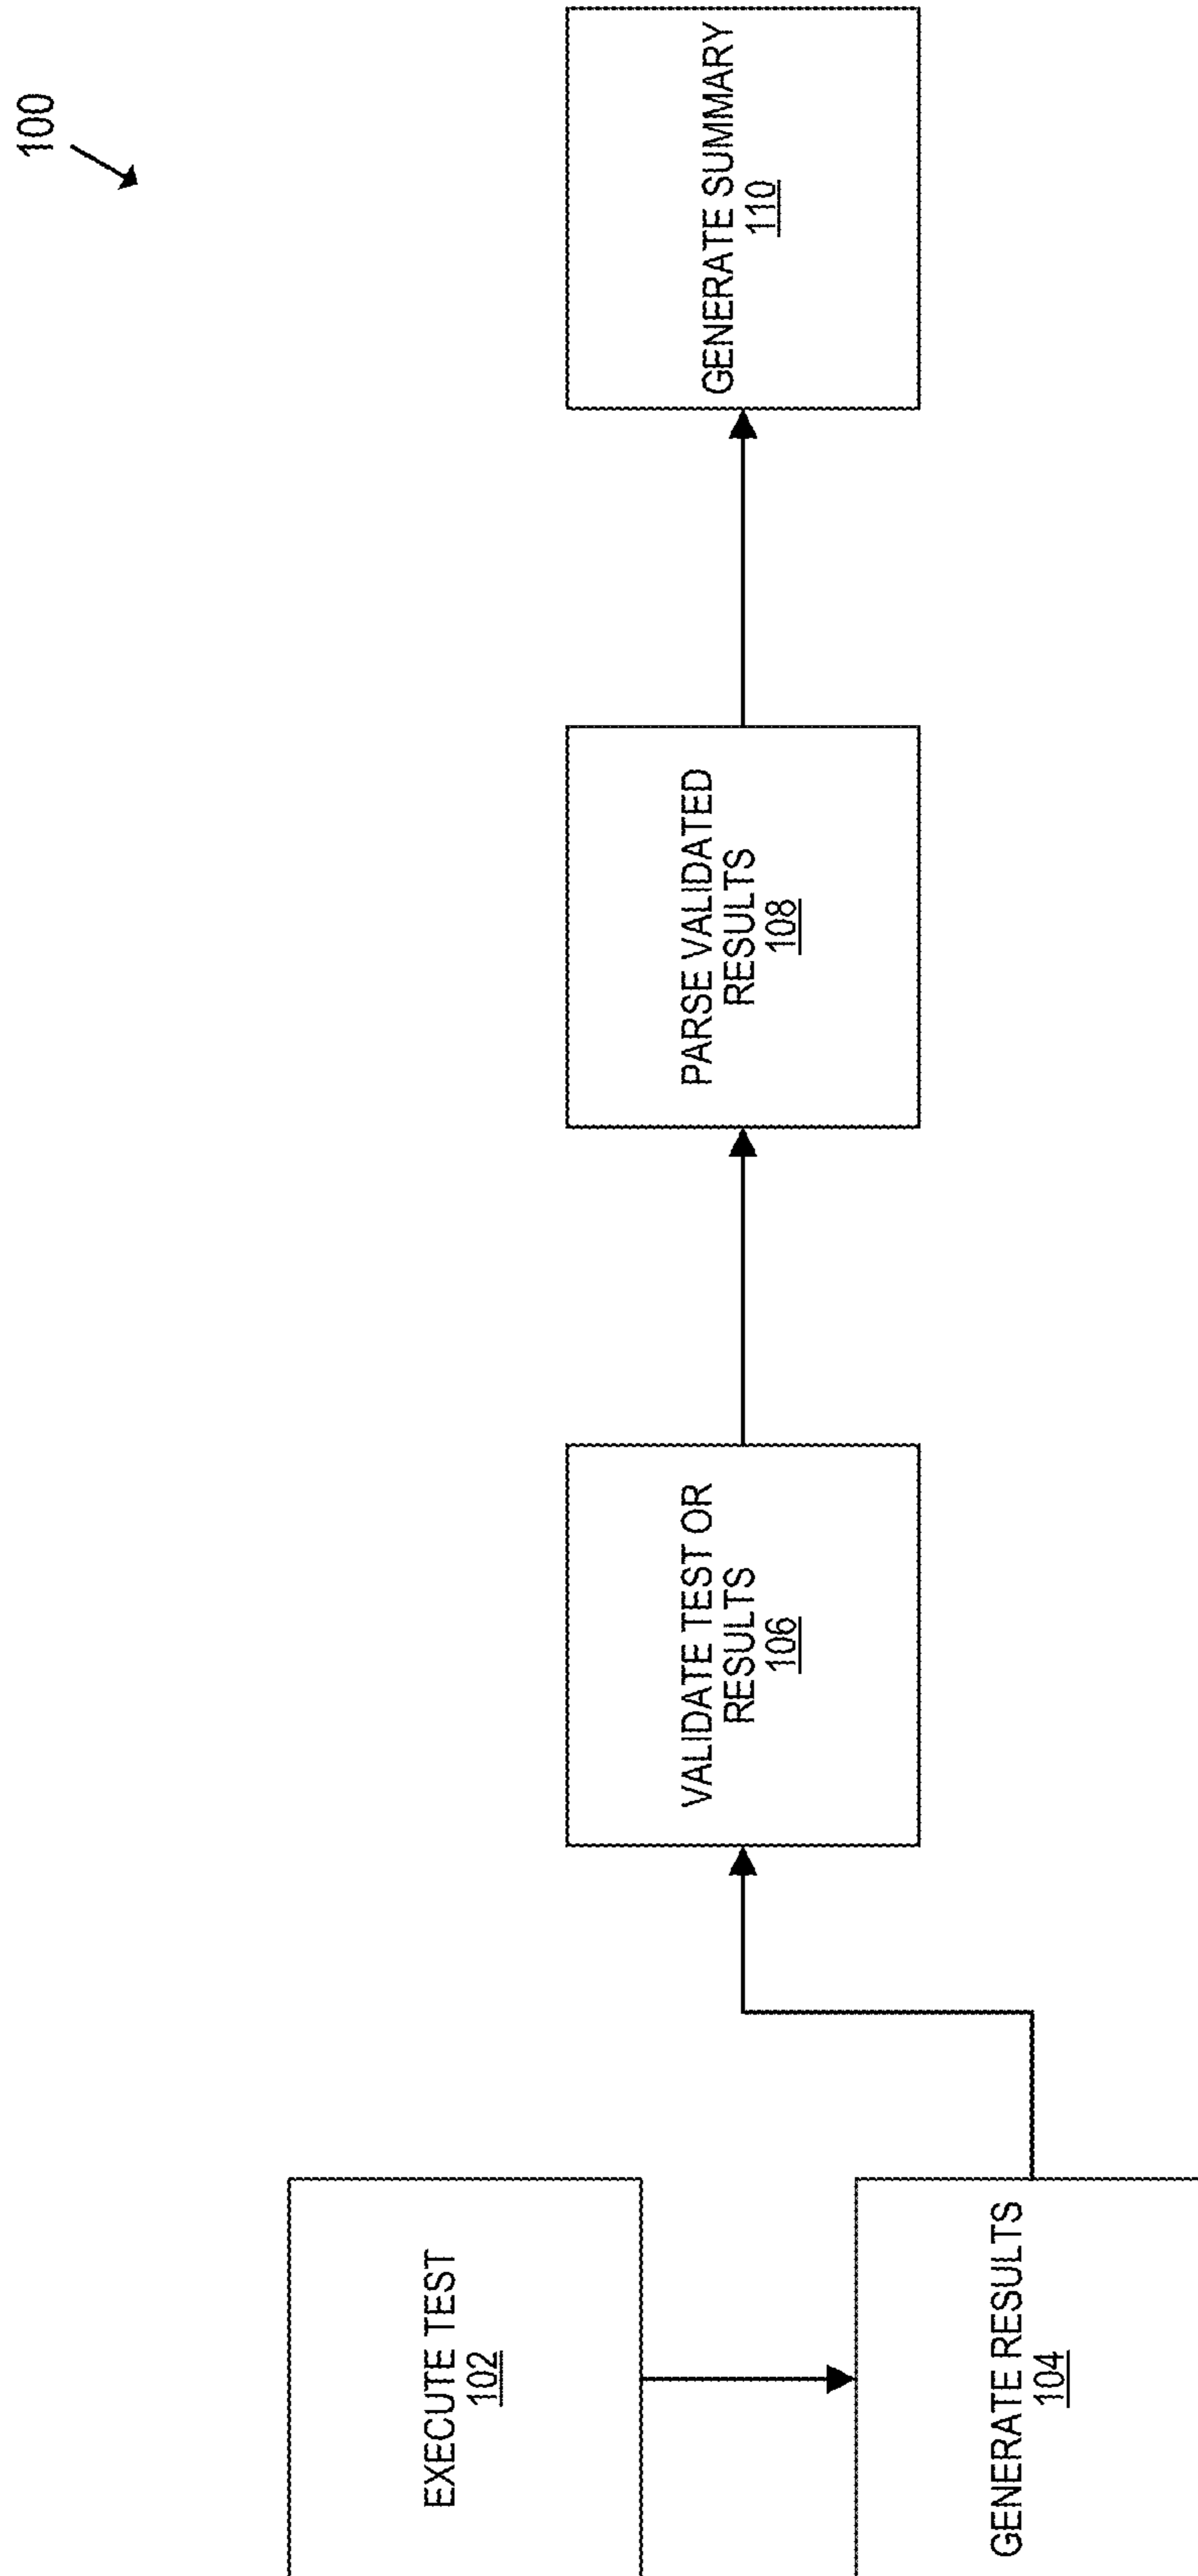 100
EXECUTE TEST
102
GENERATE RESULTS
104
VALIDATE TEST OR
RESULTS
106
PARSE VALIDATED
RESULTS
108
GENERATE SUMMARY
110